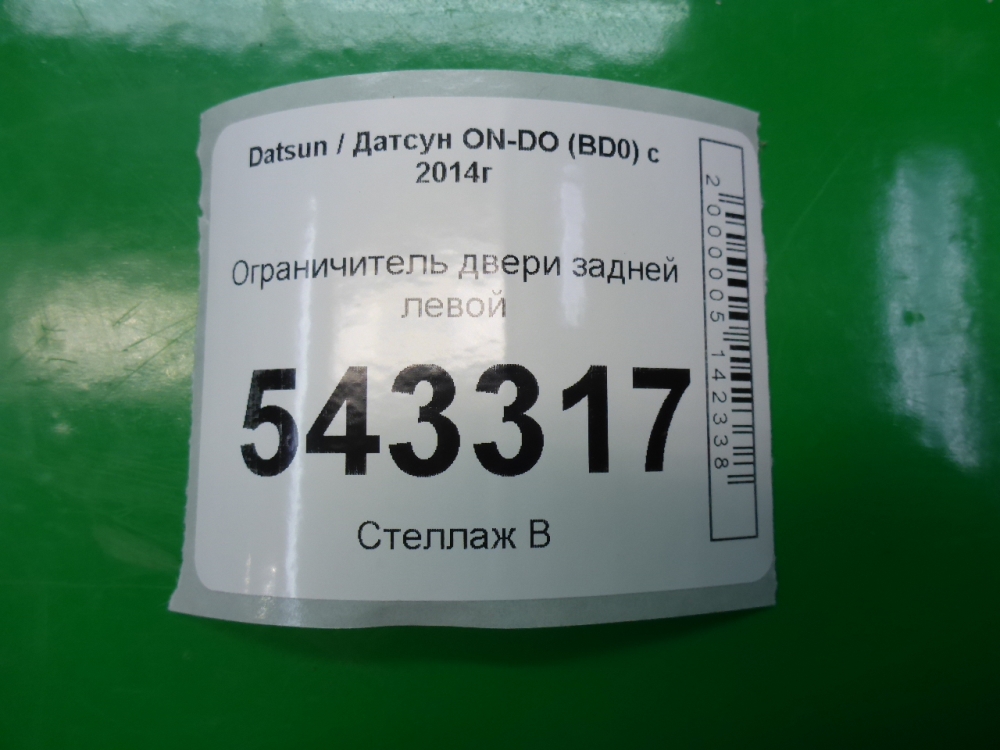 Datsun / Датсун ON-DO (BD0) с
2014г
Ограничитель двери задней
левой
543317
Стеллаж В
2000005142338